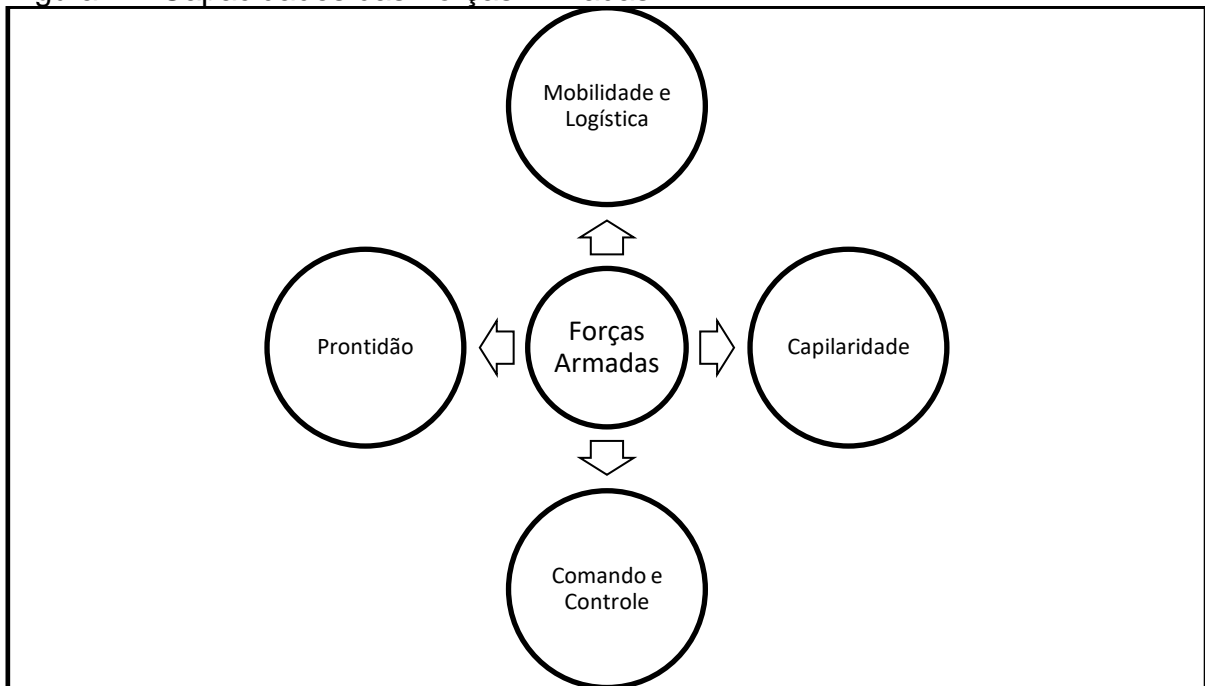 Mobilidade e
Logística
Prontidão
Forças
Armadas
Capilaridade
Comando e
Controle